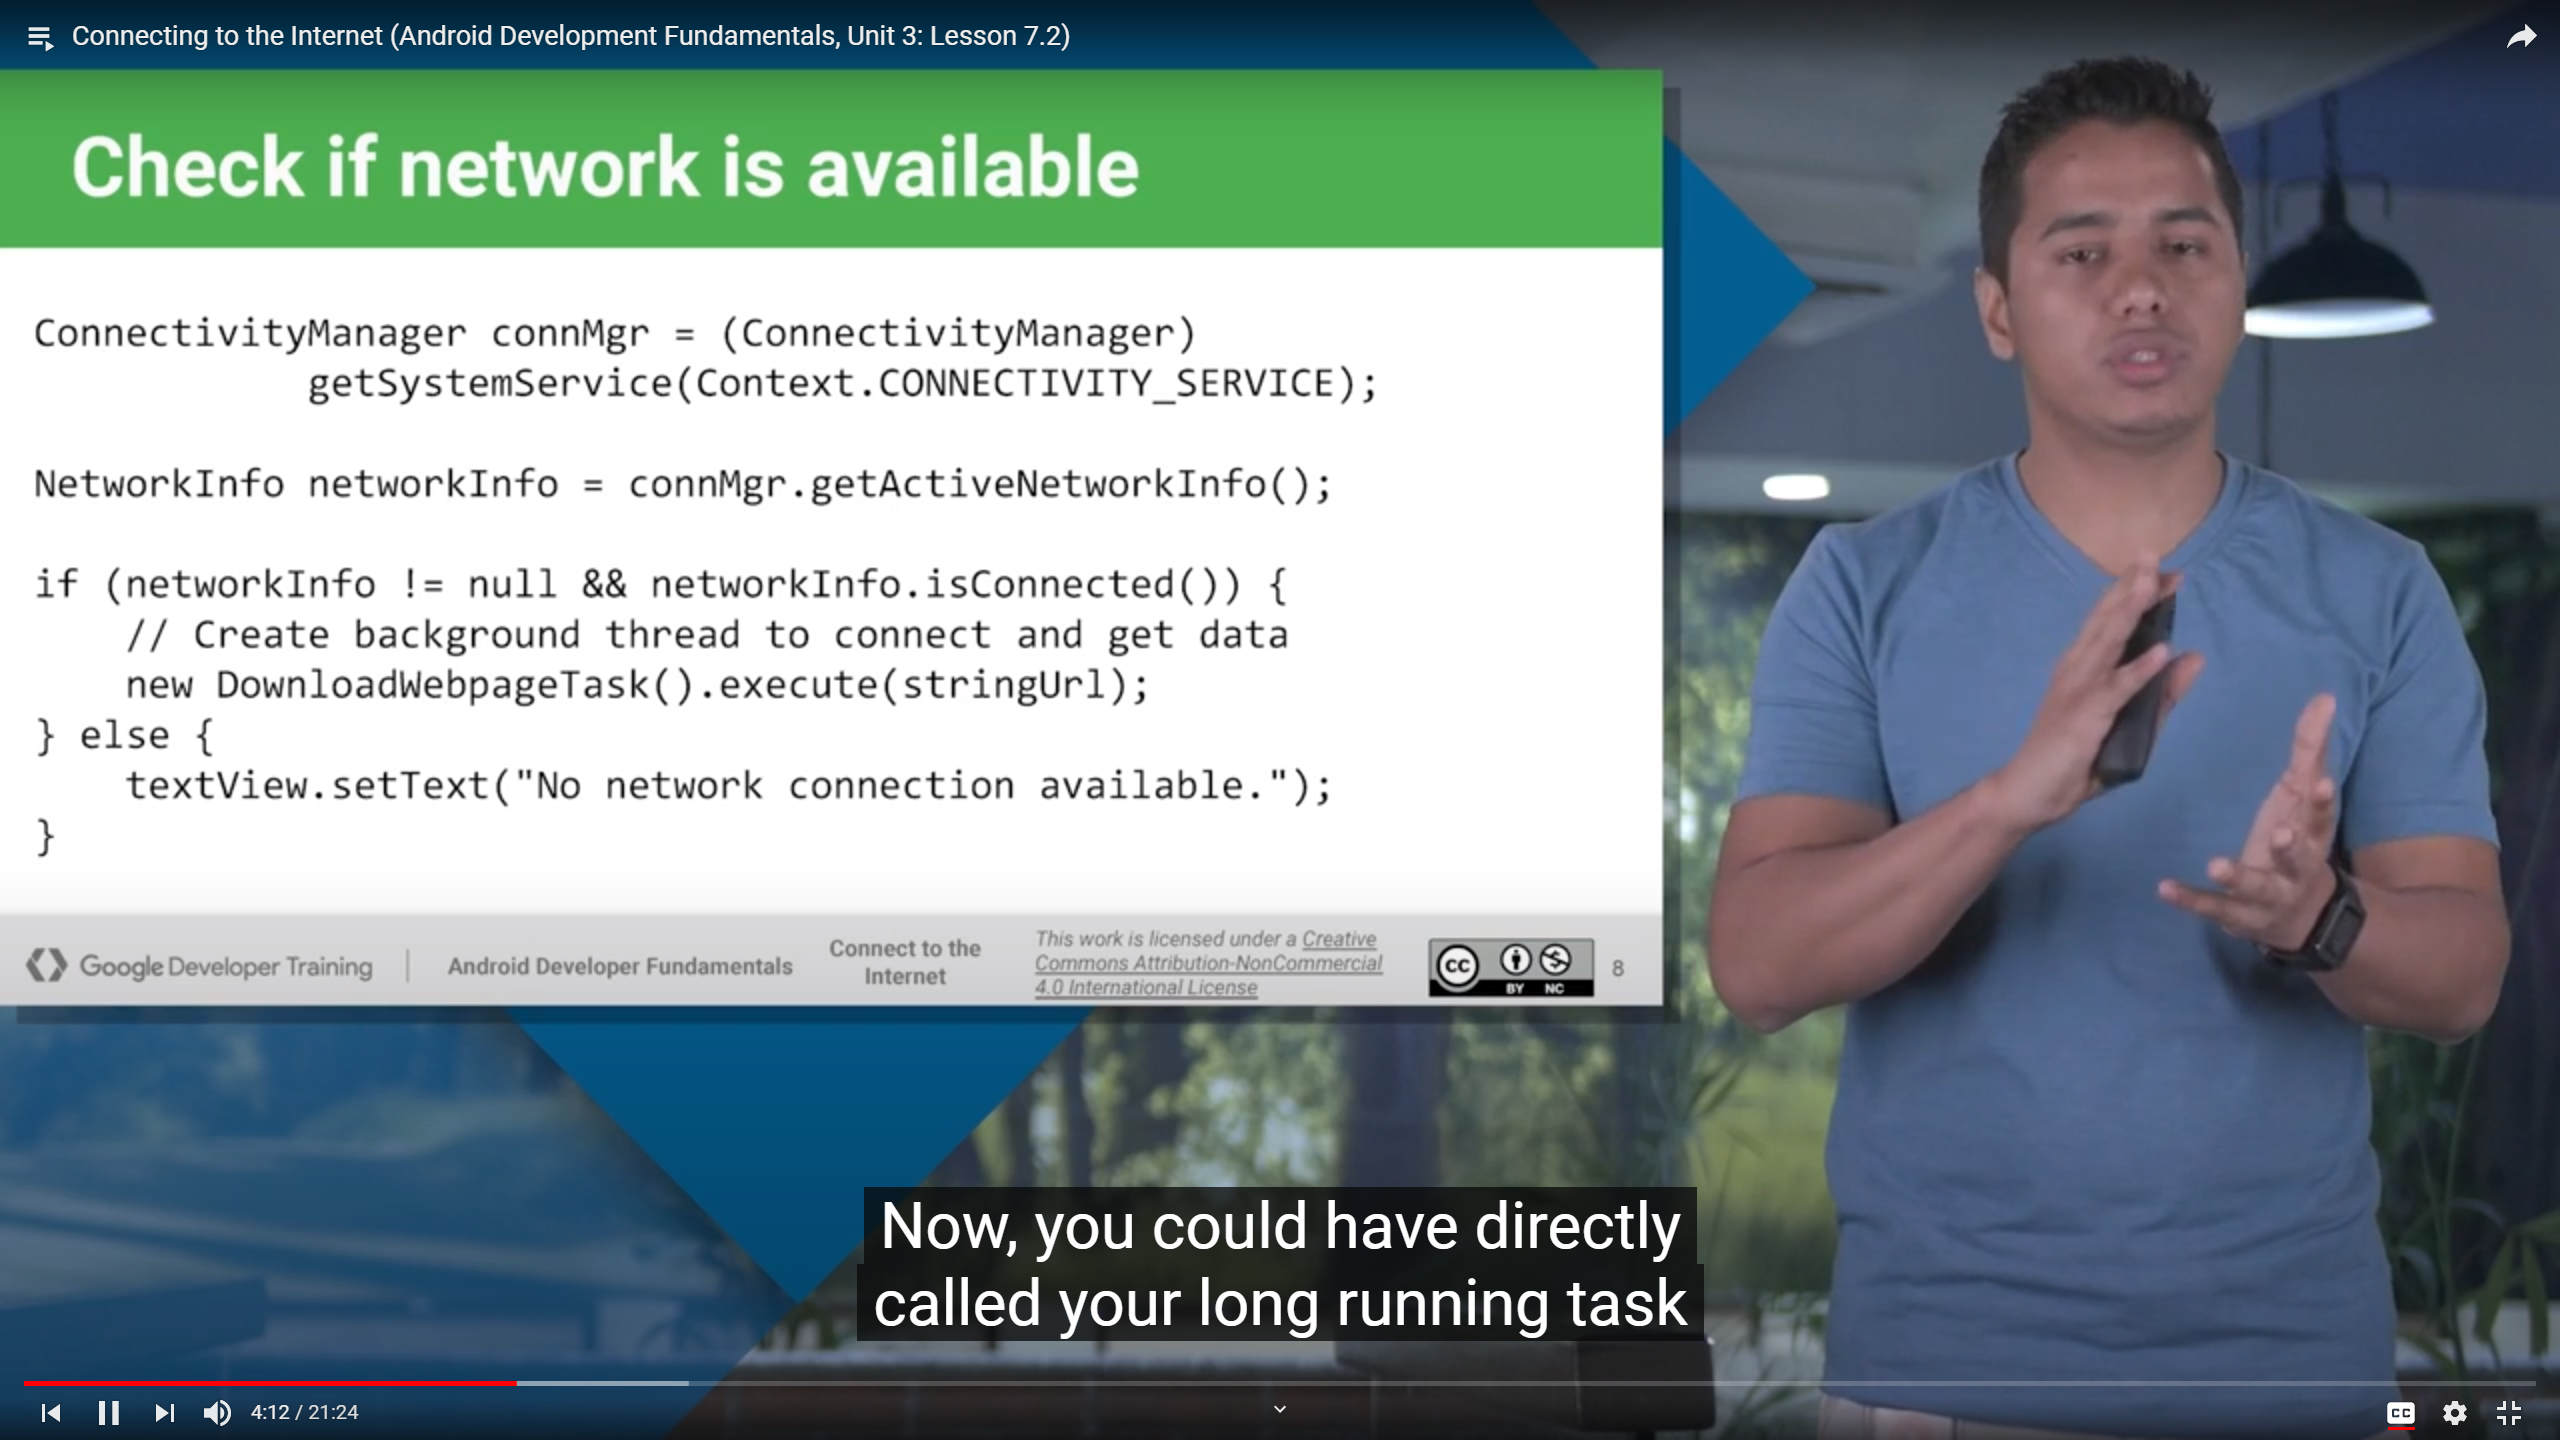 Connecting to the Internet (Android Development Fundamentals, Unit 3: Lesson 7.2)
Check if network is available
ConnectivityManager connMgr = (ConnectivityManager)
getSystemService(Context.CONNECTIVITY_SERVICE);
NetworkInfo networkInfo = connMgr.getActiveNetworkInfo();
if (networkInfo != null && networkInfo.isConnected()) {
// Create background thread to connect and get data
new DownloadWebpageTask().execute(stringUrl);
} else {
textView.setText("No network connection available.");
}
Google Developer Training
Android Developer Fundamentals
Connect to the
Internet
This work is licensed under a Creative
Commons Attribution-NonCommercial
4.0 International License
cc
BY NC
8
Now, you could have directly
called your long running task
4:12 / 21:24
CC